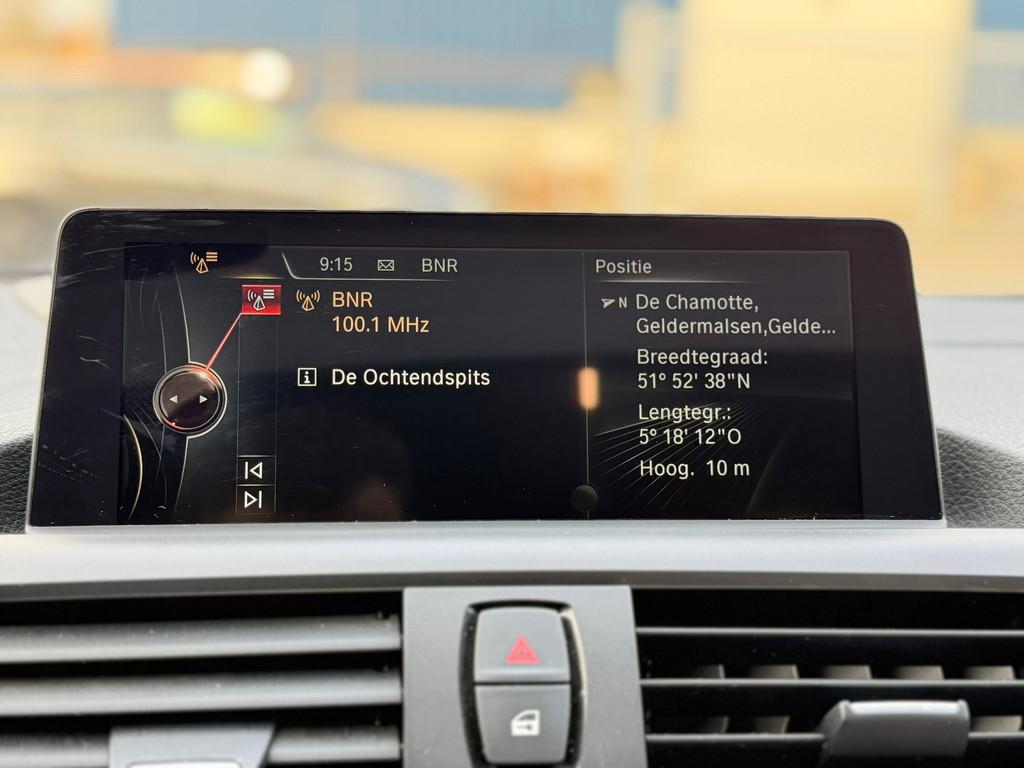 9:15 BNR
BNR
100.1 MHz
De Ochtendspits
Positie
N De Chamotte,
Geldermalsen,Gelde...
Breedtegraad:
51° 52' 38"N
Lengtegr.:
5° 18' 12"O
Hoog. 10 m